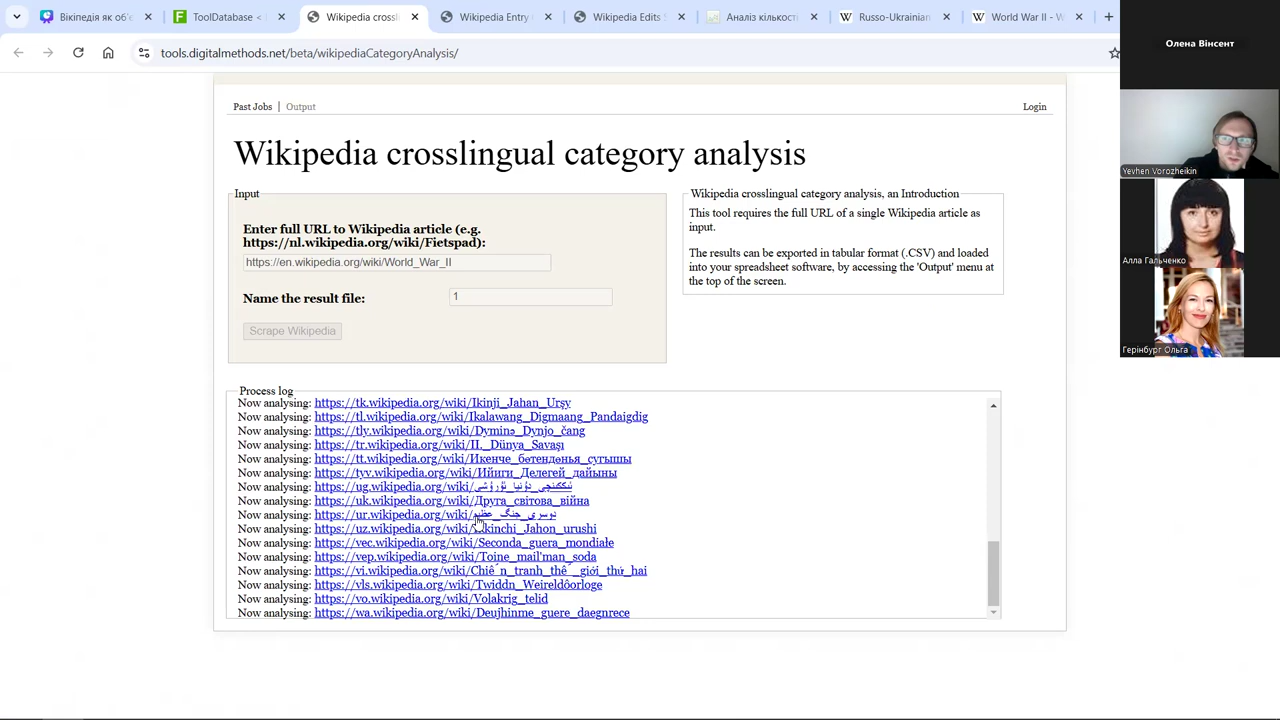 Вікіпедія як об'
ToolDatabase <
Wikipedia crossl
Wikipedia Entry
Wikipedia Edits S
Аналіз кількості
Russo-Ukrainian
World War II - W
tools.digitalmethods.net/beta/wikipediaCategoryAnalysis/
Past Jobs | Output
Login
Wikipedia crosslingual category analysis
Input
Enter full URL to Wikipedia article (e.g.
https://nl.wikipedia.org/wiki/Fietspad):
https://en.wikipedia.org/wiki/World_War_II
Name the result file:
1
Scrape Wikipedia
Wikipedia crosslingual category analysis, an Introduction
This tool requires the full URL of a single Wikipedia article as
input.
The results can be exported in tabular format (.CSV) and loaded
into your spreadsheet software, by accessing the 'Output' menu at
the top of the screen.
Process log
Now analysing: https://tk.wikipedia.org/wiki/Ikinji_Jahan_Urşy
Now analysing: https://tl.wikipedia.org/wiki/Ikalawang_Digmaang_Pandaigdig
Now analysing: https://tly.wikipedia.org/wiki/Dyminə_Dynjo_čang
Now analysing: https://tr.wikipedia.org/wiki/II._Dünya_Savaşı
Now analysing: https://tt.wikipedia.org/wiki/Икенче_бөтендөнья_сугышы
Now analysing: https://tyv.wikipedia.org/wiki/Ийиги_Делегей_дайыны
Now analysing: https://ug.wikipedia.org/wiki/
Now analysing: https://uk.wikipedia.org/wiki/Друга_світова_війна
Now analysing: https://ur.wikipedia.org/wiki/دوسری_جنگ_عظیم
Now analysing: https://uz.wikipedia.org/wiki/Ikkinchi_Jahon_urushi
Now analysing: https://vec.wikipedia.org/wiki/Seconda_guera_mondiałe
Now analysing: https://vep.wikipedia.org/wiki/Toine_mail'man_soda
Now analysing: https://vi.wikipedia.org/wiki/Chiến_tranh_thế_giới_thứ_hai
Now analysing: https://vls.wikipedia.org/wiki/Twiddn_Weireldôorloge
Now analysing: https://vo.wikipedia.org/wiki/Volakrig_telid
Now analysing: https://wa.wikipedia.org/wiki/Deujhinme_guere_daegnrece
Олена Вінсент
Yevhen Vorozheikin
Алла Гальченко
Герінбург Ольга